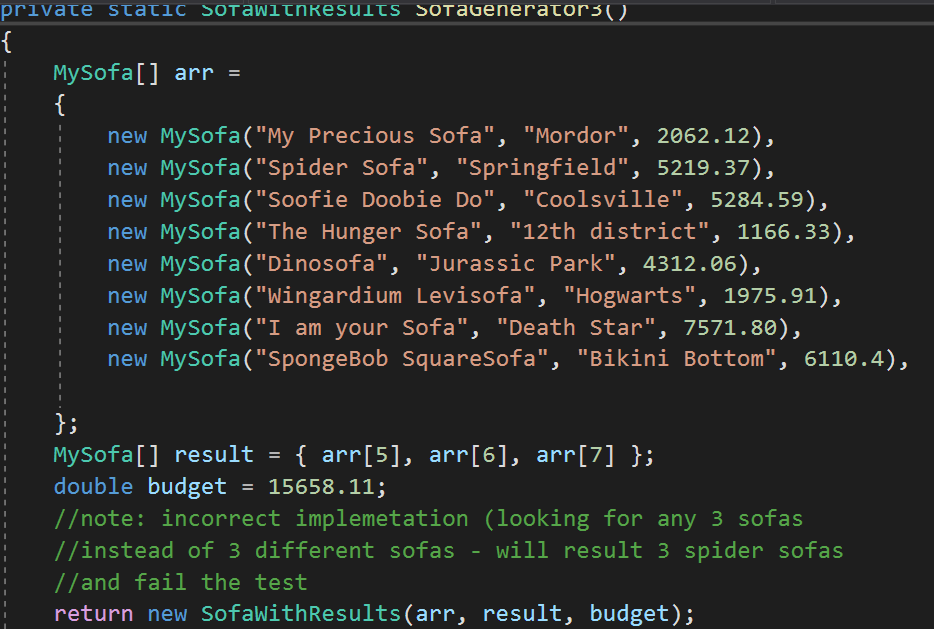 private static SofaWithResults SofaGenerator3()
{
MySofa[] arr =
{
new MySofa("My Precious Sofa", "Mordor", 2062.12),
new MySofa("Spider Sofa", "Springfield", 5219.37),
new MySofa("Soofie Doobie Do", "Coolsville", 5284.59),
new MySofa("The Hunger Sofa", "12th district", 1166.33),
new MySofa("Dinosofa", "Jurassic Park", 4312.06),
new MySofa("Wingardium Levisofa", "Hogwarts", 1975.91),
new MySofa("I am your Sofa", "Death Star", 7571.80),
new MySofa("SpongeBob SquareSofa", "Bikini Bottom", 6110.4),
};
MySofa[] result = { arr[5], arr[6], arr[7] };
double budget = 15658.11;
//note: incorrect implemetation (looking for any 3 sofas
//instead of 3 different sofas - will result 3 spider sofas
//and fail the test
return new SofaWithResults(arr, result, budget);